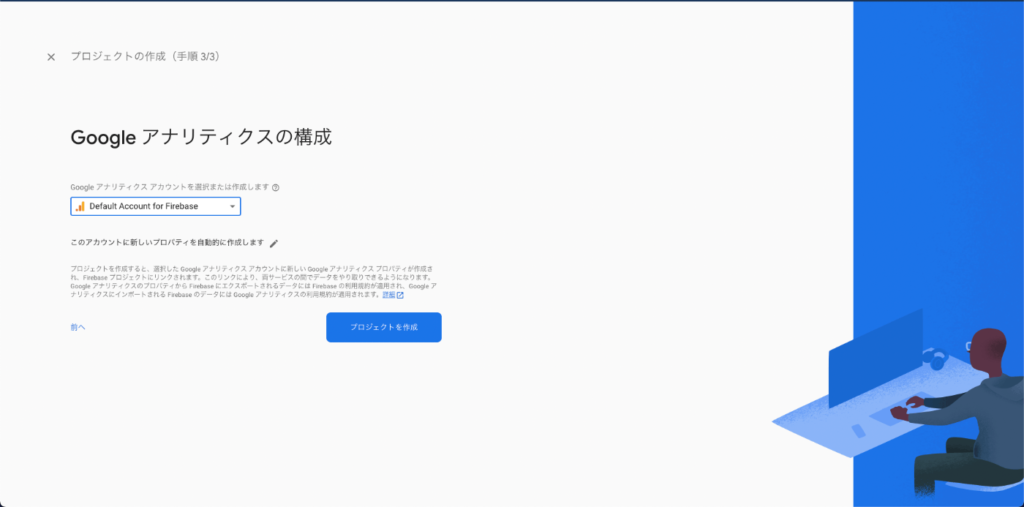 プロジェクトの作成（手順 3/3）
Google アナリティクスの構成
Google アナリティクス アカウントを選択または作成します
Default Account for Firebase
このアカウントに新しいプロパティを自動的に作成します
プロジェクトを作成すると、選択した Google アナリティクス アカウントに新しい Google アナリティクス プロパティが作成さ
れ、Firebase プロジェクトにリンクされます。このリンクにより、両サービスの間でデータをやり取りできるようになります。
Google アナリティクスのプロパティから Firebase にエクスポートされるデータには Firebase の利用規約が適用され、Google ア
ナリティクスにインポートされる Firebase のデータには Google アナリティクスの利用規約が適用されます。詳細
前へ
プロジェクトを作成